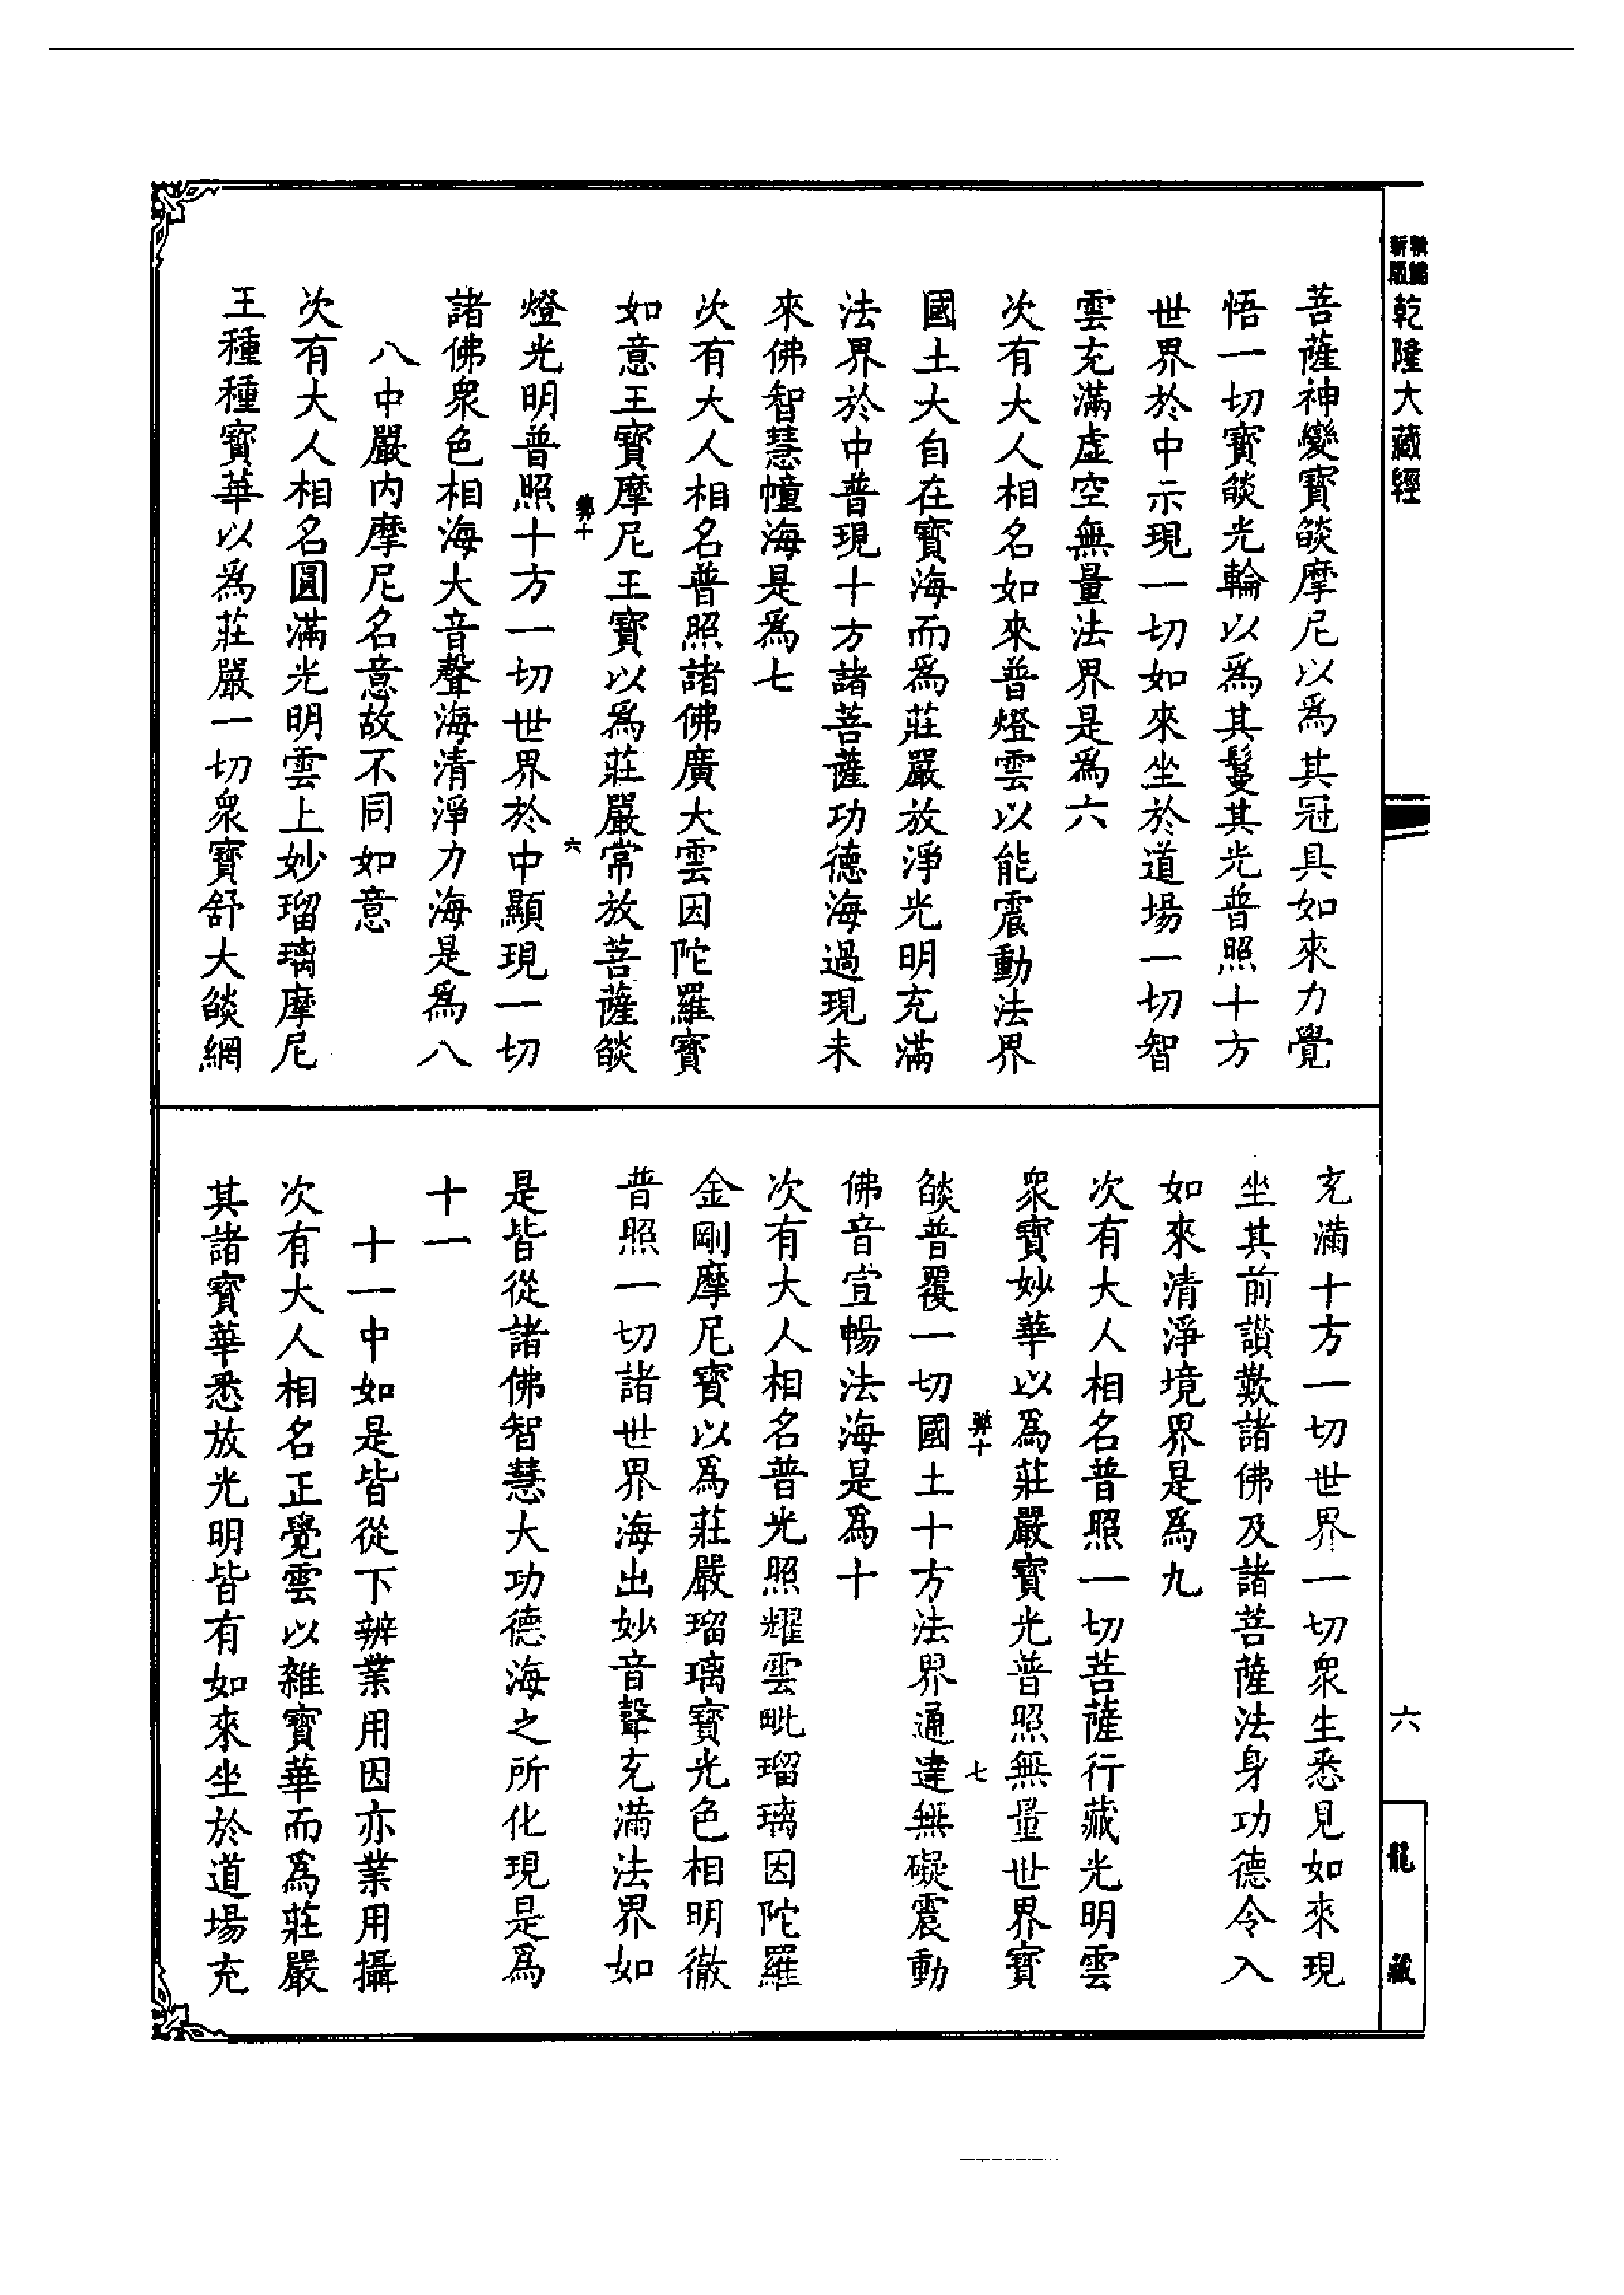 新版
乾隆大藏經
菩薩神變寶燄摩尼以為其冠具如來力覺
悟一切寶燄光輪以為其鬘其光普照十方
世界於中示現一切如來坐於道場一切智
雲充滿虛空無量法界是為六
次有大人相名如來普燈雲以能震動法界
國土大自在寶海而為莊嚴放淨光明充滿
法界於中普現十方諸菩薩功德海過現未
來佛智慧幢海是為七
次有大人相名普照諸佛廣大雲因陀羅寶
如意王寶摩尼王寶以為莊嚴常放菩薩燄
十 六
燈光明普照十方一切世界於中顯現一切
諸佛衆色相海大音聲海清淨力海是為八
八中嚴內摩尼名意故不同如意
次有大人相名圓滿光明雲上妙瑠璃摩尼
王種種寶華以為莊嚴一切衆寶舒大燄網
充滿十方一切世界一切衆生悉見如來現
坐其前讚歎諸佛及諸菩薩法身功德令入
如來清淨境界是為九
次有大人相名普照一切菩薩行藏光明雲
衆寶妙華以為莊嚴寶光普照無量世界寶
十 七
燄普覆一切國土十方法界通達無礙震動
佛音宣暢法海是為十
次有大人相名普光照耀雲毗瑠璃因陀羅
金剛摩尼寶以為莊嚴瑠璃寶光色相明徹
普照一切諸世界海出妙音聲充滿法界如
是皆從諸佛智慧大功德海之所化現是為
十一
十一中如是皆從下辨業用因亦業用攝
次有大人相名正覺雲以雜寶華而為莊嚴
其諸寶華悉放光明皆有如來坐於道場充
六
龍藏